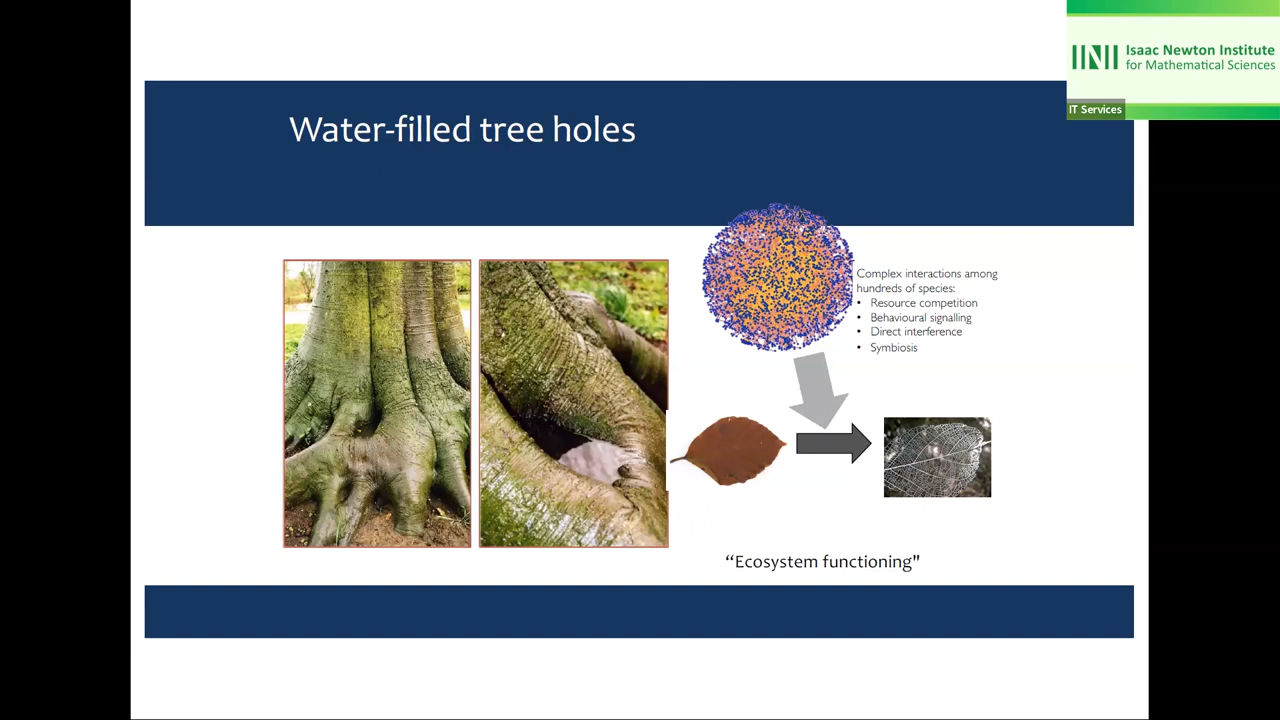 Isaac Newton Institute
for Mathematical Sciences
IT Services
Water-filled tree holes
Complex interactions among
hundreds of species:
• Resource competition
• Behavioural signalling
• Direct interference
• Symbiosis
“Ecosystem functioning"